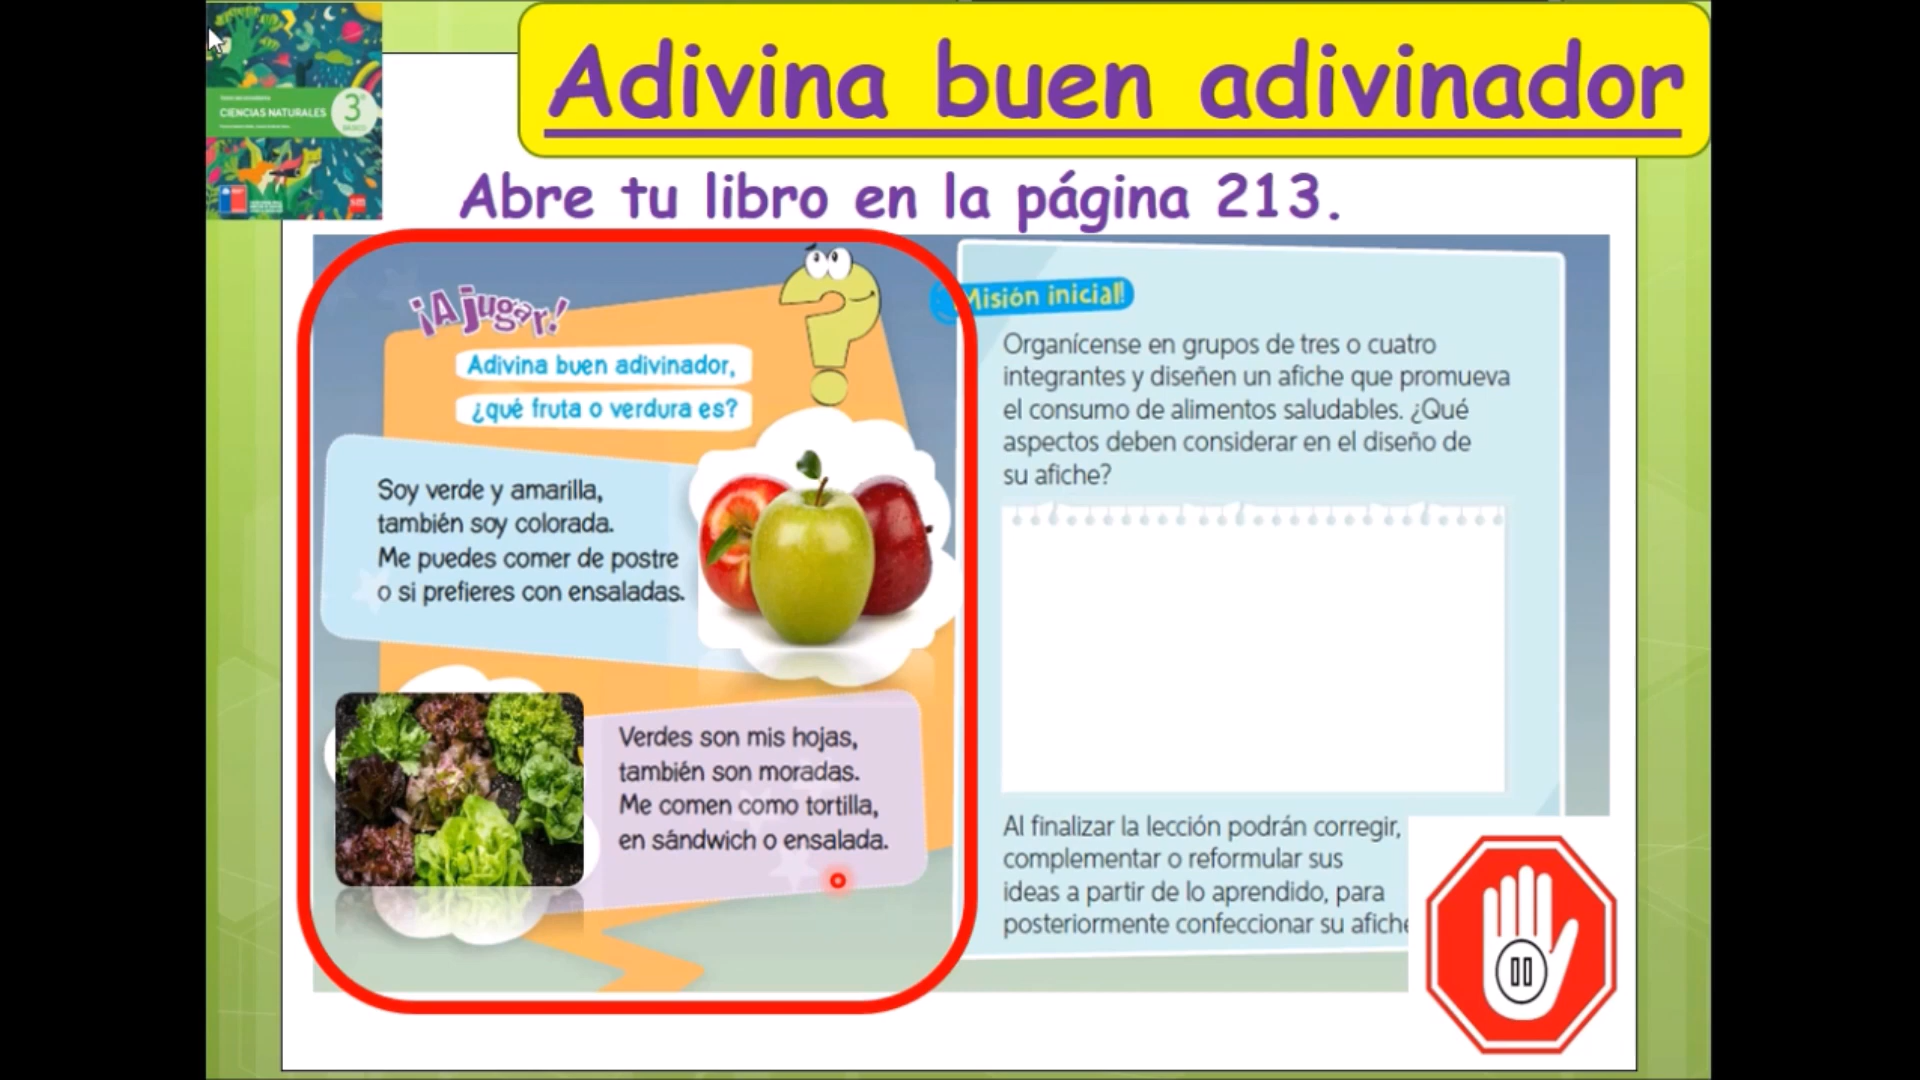 Adivina buen adivinador
CIENCIAS NATURALES
3°
BÁSICO
Abre tu libro en la página 213.
¡A jugar!
Adivina buen adivinador,
¿qué fruta o verdura es?
Soy verde y amarilla,
también soy colorada.
Me puedes comer de postre
o si prefieres con ensaladas.
Verdes son mis hojas,
también son moradas.
Me comen como tortilla,
en sándwich o ensalada.
Misión inicial!
Organícense en grupos de tres o cuatro
integrantes y diseñen un afiche que promueva
el consumo de alimentos saludables. ¿Qué
aspectos deben considerar en el diseño de
su afiche?
Al finalizar la lección podrán corregir,
complementar o reformular sus
ideas a partir de lo aprendido, para
posteriormente confeccionar su afiche